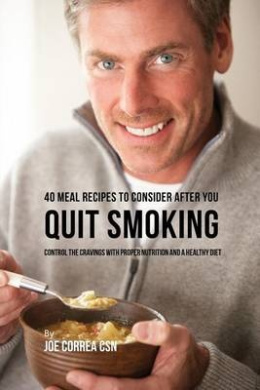 40 MEAL RECIPES TO CONSIDER AFTER YOU
QUIT SMOKING
CONTROL THE CRAVINGS WITH PROPER NUTRITION AND A HEALTHY DIET
By
JOE CORREA CSN